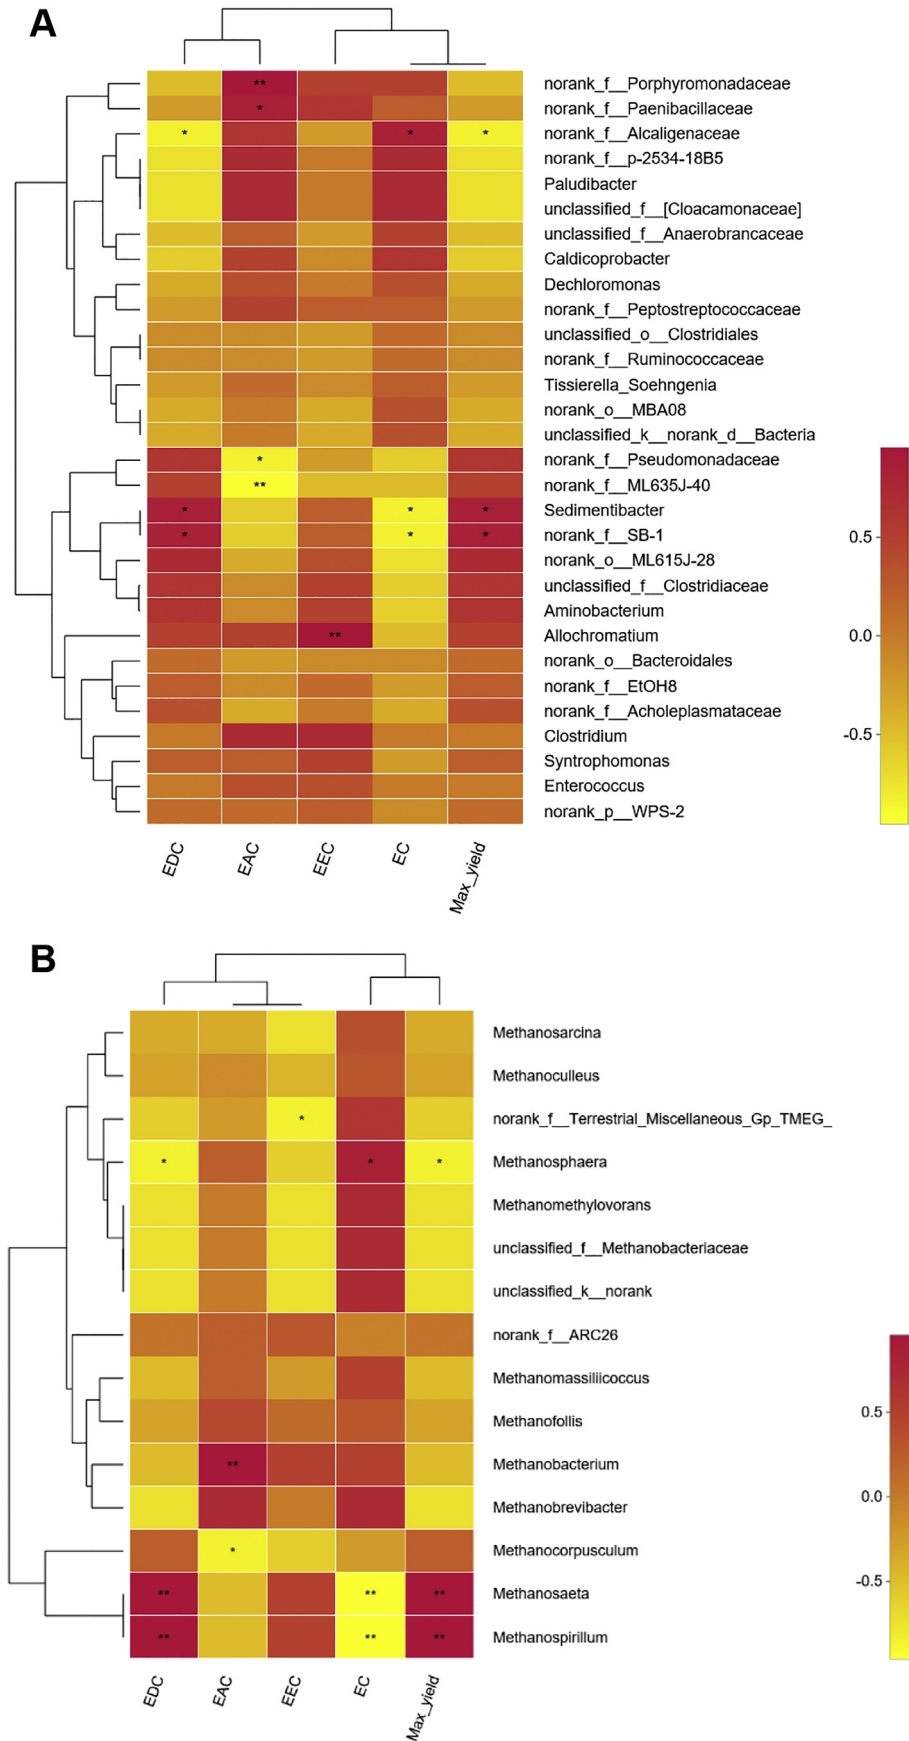 A
** norank_f__Porphyromonadaceae
* norank_f__Paenibacillaceae
* * * norank_f__Alcaligenaceae
norank_f__p-2534-18B5
Paludibacter
unclassified_f__[Cloacamonaceae]
unclassified_f__Anaerobrancaceae
Caldicoprobacter
Dechloromonas
norank_f__Peptostreptococcaceae
unclassified_o__Clostridiales
norank_f__Ruminococcaceae
Tissierella_Soehngenia
norank_o__MBA08
unclassified_k__norank_d__Bacteria
* norank_f__Pseudomonadaceae
** norank_f__ML635J-40
* * * Sedimentibacter
* * * norank_f__SB-1
norank_o__ML615J-28
unclassified_f__Clostridiaceae
Aminobacterium
** Allochromatium
norank_o__Bacteroidales
norank_f__EtOH8
norank_f__Acholeplasmataceae
Clostridium
Syntrophomonas
Enterococcus
norank_p__WPS-2
0.5
0.0
-0.5
EDC EAC EEC EC Max_yield
B
Methanosarcina
Methanoculleus
* norank_f__Terrestrial_Miscellaneous_Gp_TMEG_
* * * Methanosphaera
Methanomethylovorans
unclassified_f__Methanobacteriaceae
unclassified_k__norank
norank_f__ARC26
Methanomassiliicoccus
Methanofollis
** Methanobacterium
Methanobrevibacter
* Methanocorpusculum
** ** ** Methanosaeta
** ** ** Methanospirillum
0.5
0.0
-0.5
EDC EAC EEC EC Max_yield